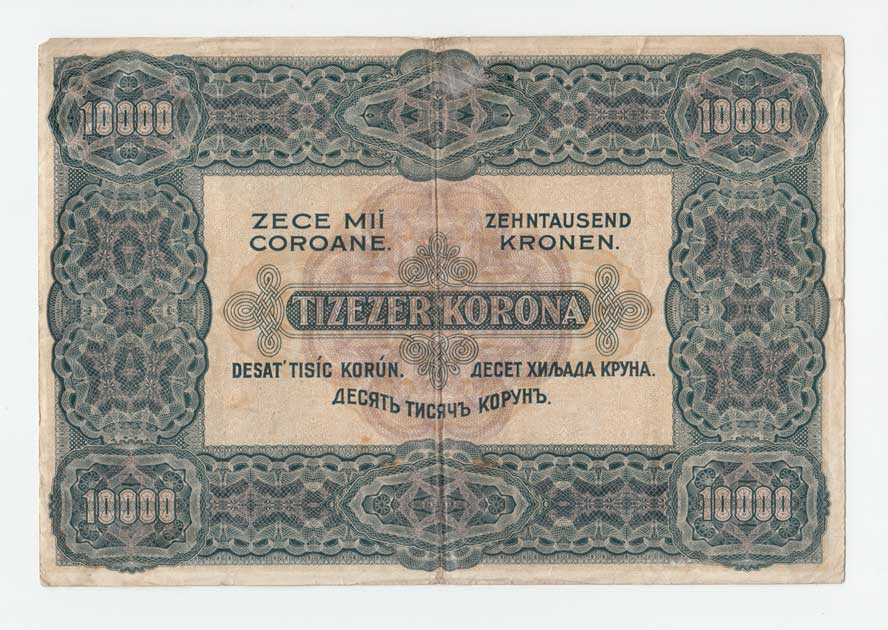 10000
10000
ZECE MIĬ
COROANE.
ZEHNTAUSEND
KRONEN.
TIZEZER KORONA
DESAT' TISÍC KORÚN.
ДЕСЕТ ХИЉАДА КРУНА.
ДЕСЯТЬ ТИСЯЧЪ КОРУНЪ.
10000
10000